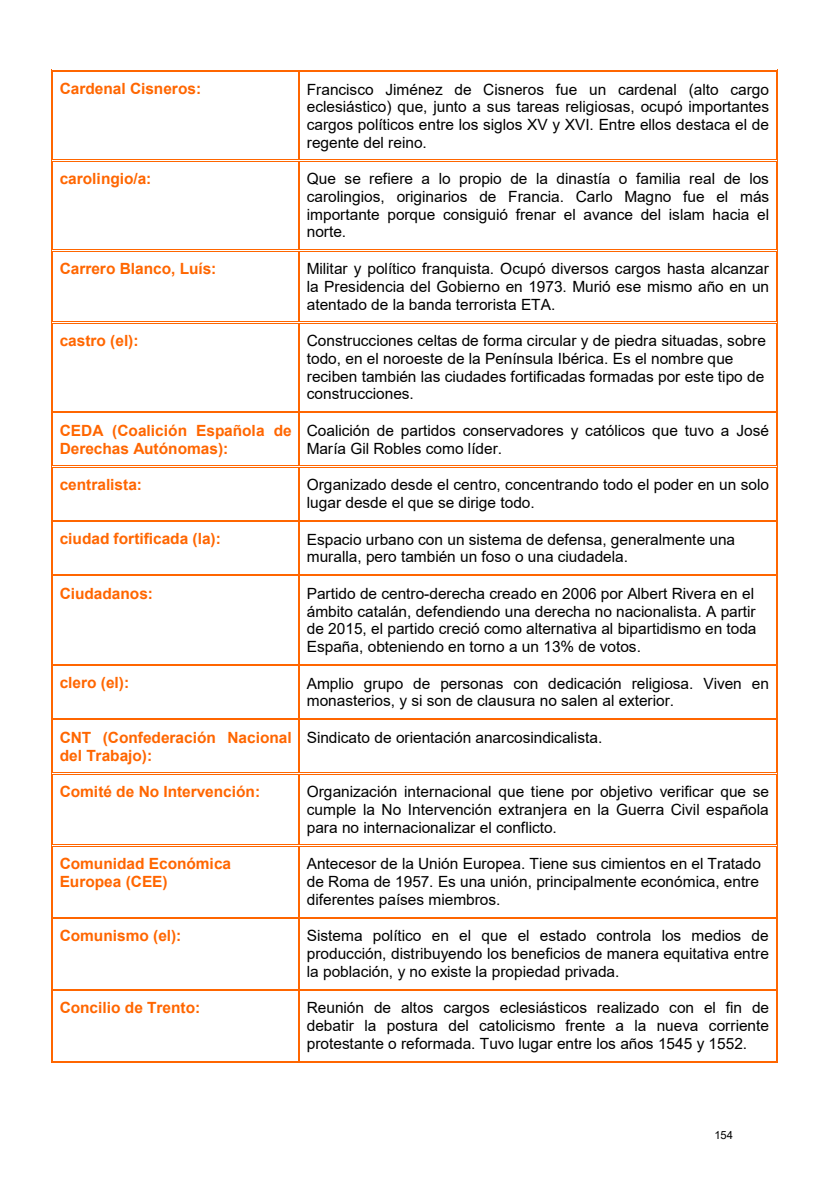 Cardenal Cisneros:
Francisco Jiménez de Cisneros fue un cardenal (alto cargo
eclesiástico) que, junto a sus tareas religiosas, ocupó importantes
cargos políticos entre los siglos XV y XVI. Entre ellos destaca el de
regente del reino.
carolingio/a:
Que se refiere a lo propio de la dinastía o familia real de los
carolingios, originarios de Francia. Carlo Magno fue el más
importante porque consiguió frenar el avance del islam hacia el
norte.
Carrero Blanco, Luís:
Militar y político franquista. Ocupó diversos cargos hasta alcanzar
la Presidencia del Gobierno en 1973. Murió ese mismo año en un
atentado de la banda terrorista ETA.
castro (el):
Construcciones celtas de forma circular y de piedra situadas, sobre
todo, en el noroeste de la Península Ibérica. Es el nombre que
reciben también las ciudades fortificadas formadas por este tipo de
construcciones.
CEDA (Coalición Española de
Derechas Autónomas):
Coalición de partidos conservadores y católicos que tuvo a José
María Gil Robles como líder.
centralista:
Organizado desde el centro, concentrando todo el poder en un solo
lugar desde el que se dirige todo.
ciudad fortificada (la):
Espacio urbano con un sistema de defensa, generalmente una
muralla, pero también un foso o una ciudadela.
Ciudadanos:
Partido de centro-derecha creado en 2006 por Albert Rivera en el
ámbito catalán, defendiendo una derecha no nacionalista. A partir
de 2015, el partido creció como alternativa al bipartidismo en toda
España, obteniendo en torno a un 13% de votos.
clero (el):
Amplio grupo de personas con dedicación religiosa. Viven en
monasterios, y si son de clausura no salen al exterior.
CNT (Confederación Nacional
del Trabajo):
Sindicato de orientación anarcosindicalista.
Comité de No Intervención:
Organización internacional que tiene por objetivo verificar que se
cumple la No Intervención extranjera en la Guerra Civil española
para no internacionalizar el conflicto.
Comunidad Económica
Europea (CEE)
Antecesor de la Unión Europea. Tiene sus cimientos en el Tratado
de Roma de 1957. Es una unión, principalmente económica, entre
diferentes países miembros.
Comunismo (el):
Sistema político en el que el estado controla los medios de
producción, distribuyendo los beneficios de manera equitativa entre
la población, y no existe la propiedad privada.
Concilio de Trento:
Reunión de altos cargos eclesiásticos realizado con el fin de
debatir la postura del catolicismo frente a la nueva corriente
protestante o reformada. Tuvo lugar entre los años 1545 y 1552.
154